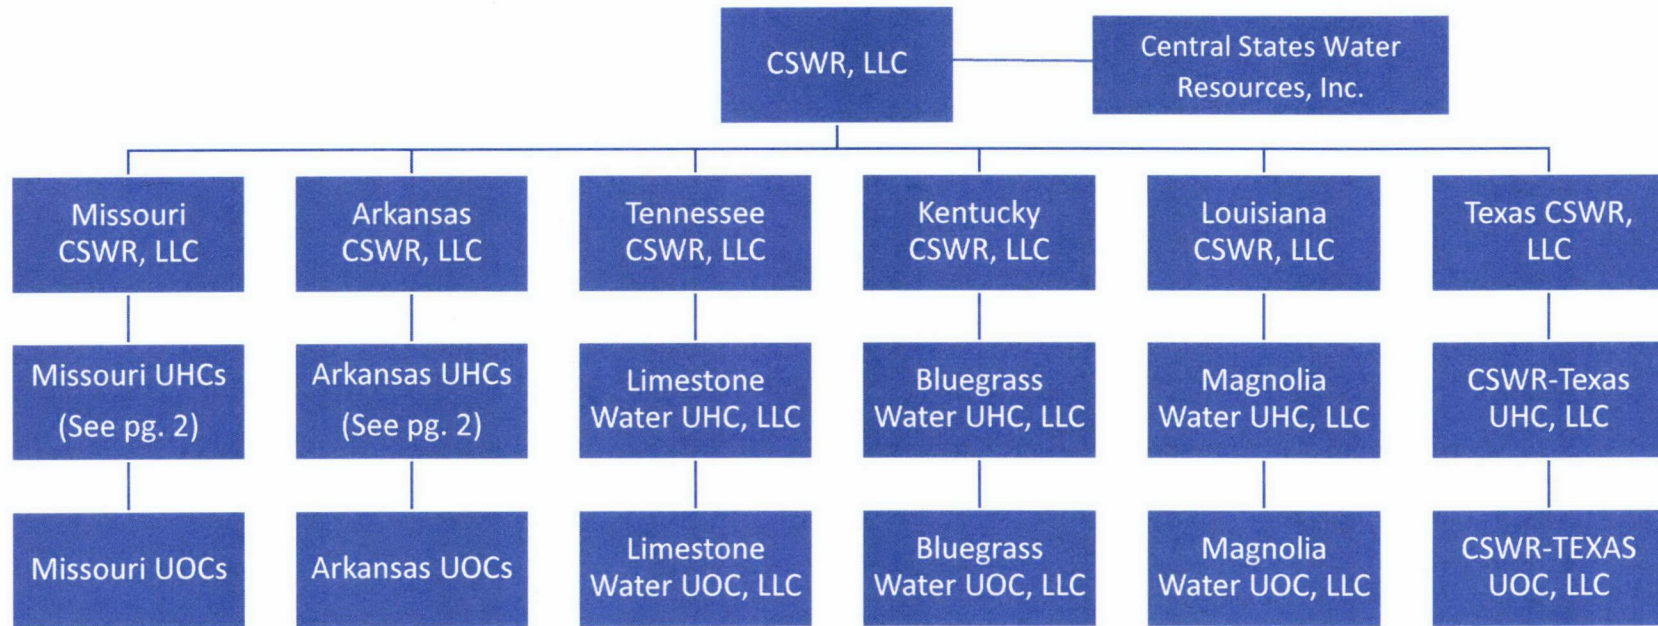 CSWR, LLC
Central States Water
Resources, Inc.
Missouri
CSWR, LLC
Arkansas
CSWR, LLC
Tennessee
CSWR, LLC
Kentucky
CSWR, LLC
Louisiana
CSWR, LLC
Texas CSWR,
LLC
Missouri UHCs
(See pg. 2)
Arkansas UHCs
(See pg. 2)
Limestone
Water UHC, LLC
Bluegrass
Water UHC, LLC
Magnolia
Water UHC, LLC
CSWR-Texas
UHC, LLC
Missouri UOCs
Arkansas UOCs
Limestone
Water UOC, LLC
Bluegrass
Water UOC, LLC
Magnolia
Water UOC, LLC
CSWR-TEXAS
UOC, LLC